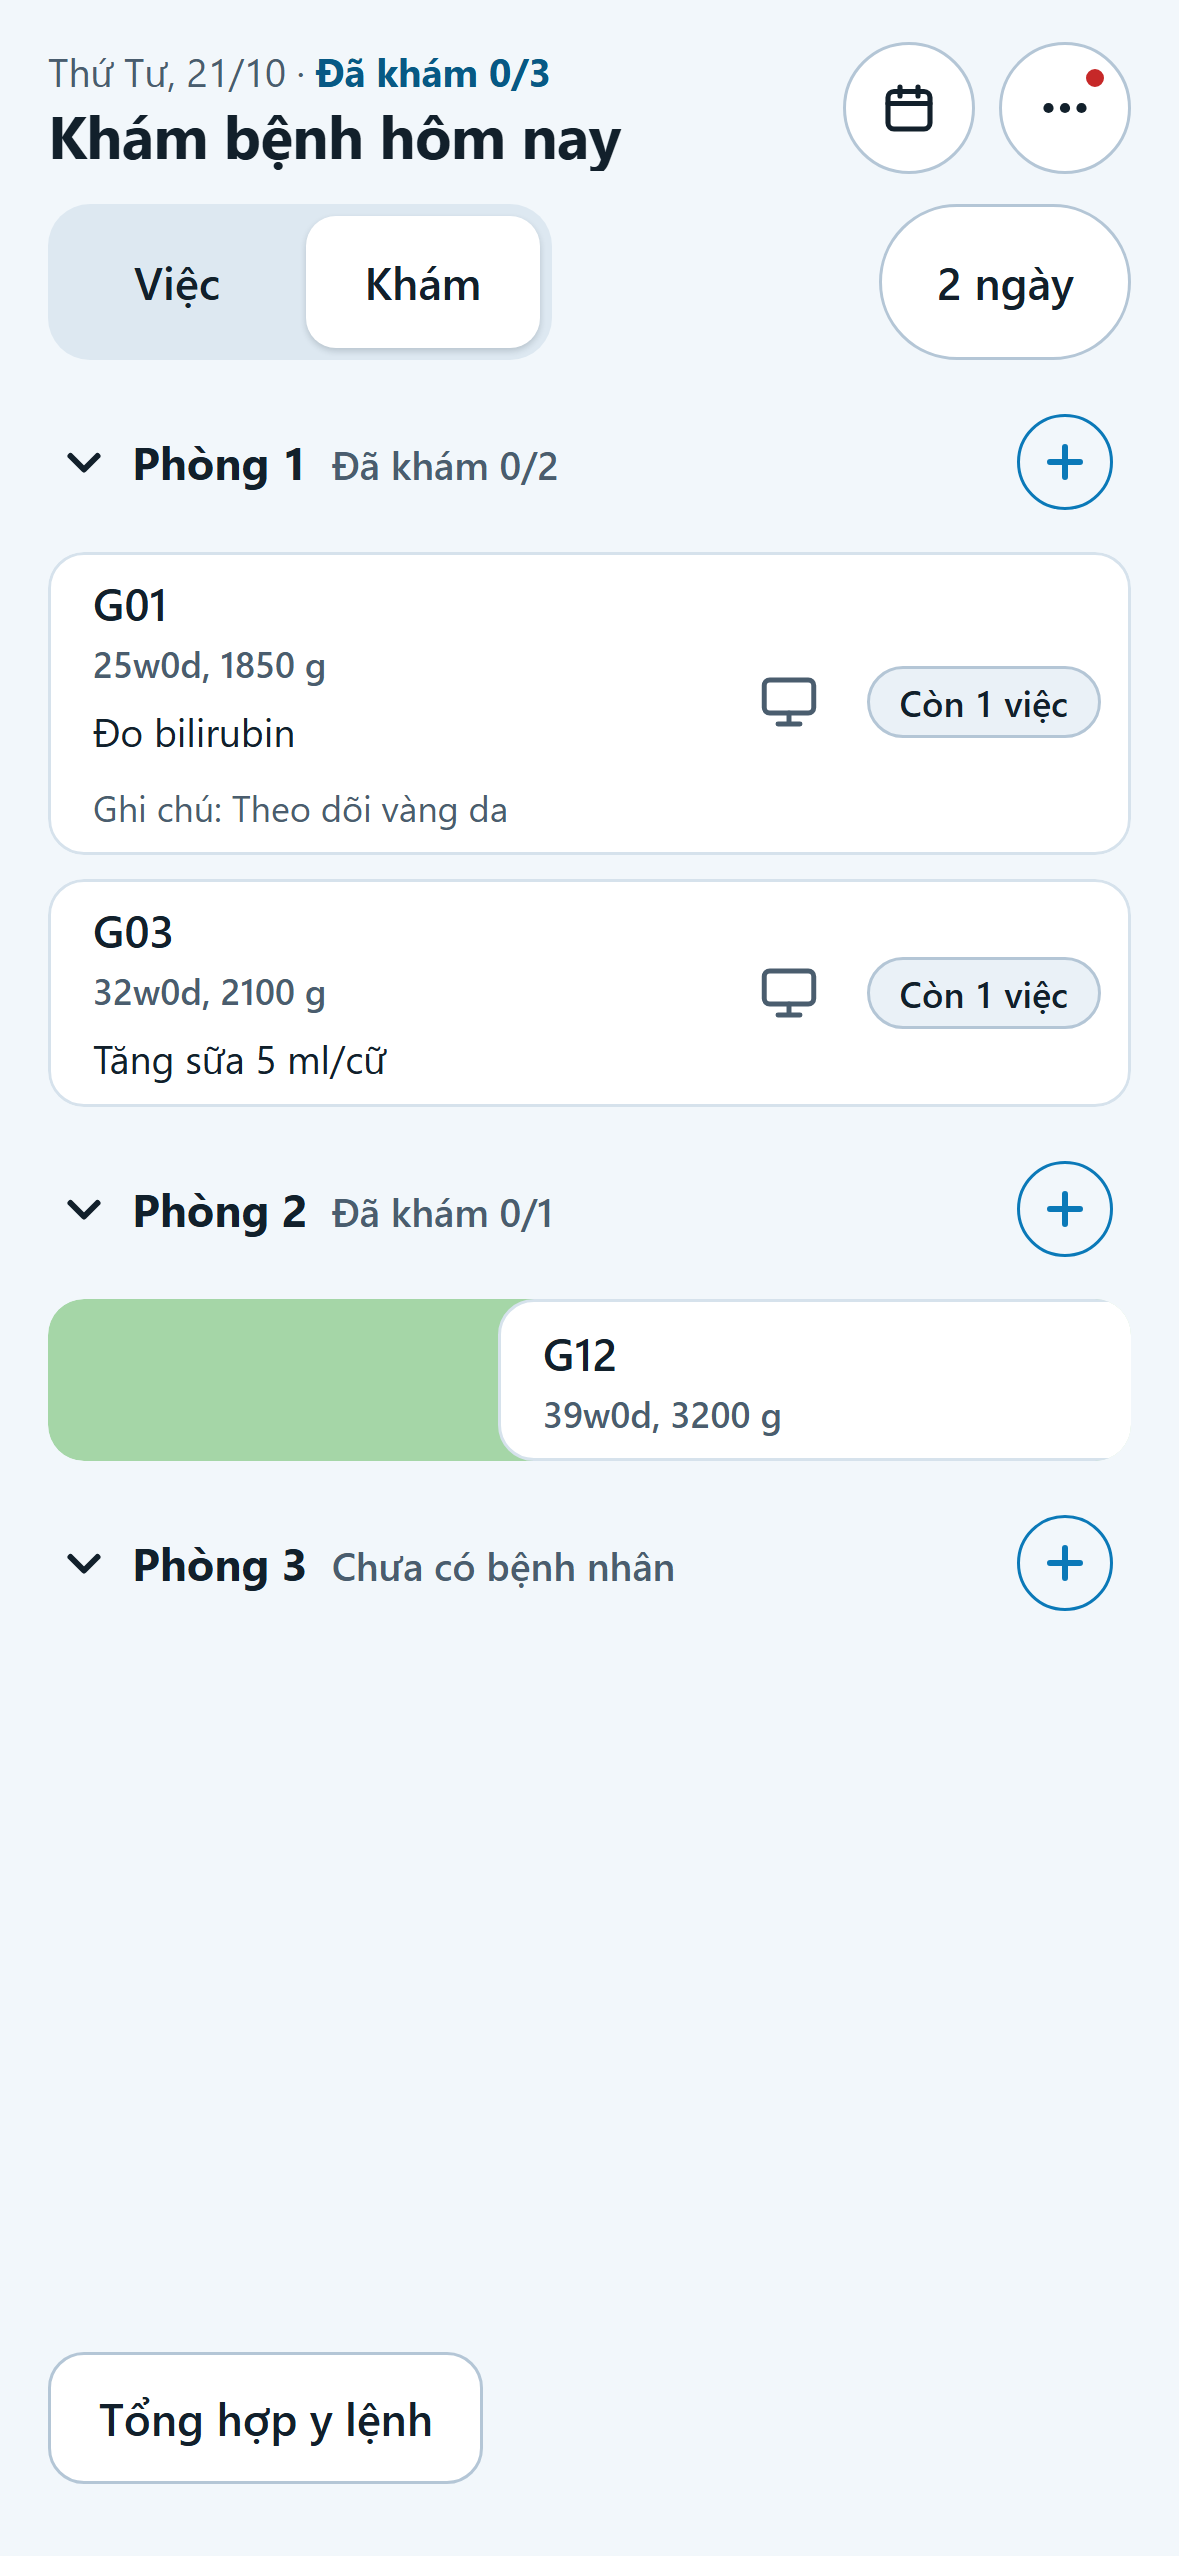 Thứ Tư, 21/10 · Đã khám 0/3
Khám bệnh hôm nay
Việc
Khám
2 ngày
Phòng 1 Đã khám 0/2
G01
25w0d, 1850 g
Đo bilirubin
Ghi chú: Theo dõi vàng da
Còn 1 việc
G03
32w0d, 2100 g
Tăng sữa 5 ml/cữ
Còn 1 việc
Phòng 2 Đã khám 0/1
G12
39w0d, 3200 g
Phòng 3 Chưa có bệnh nhân
Tổng hợp y lệnh